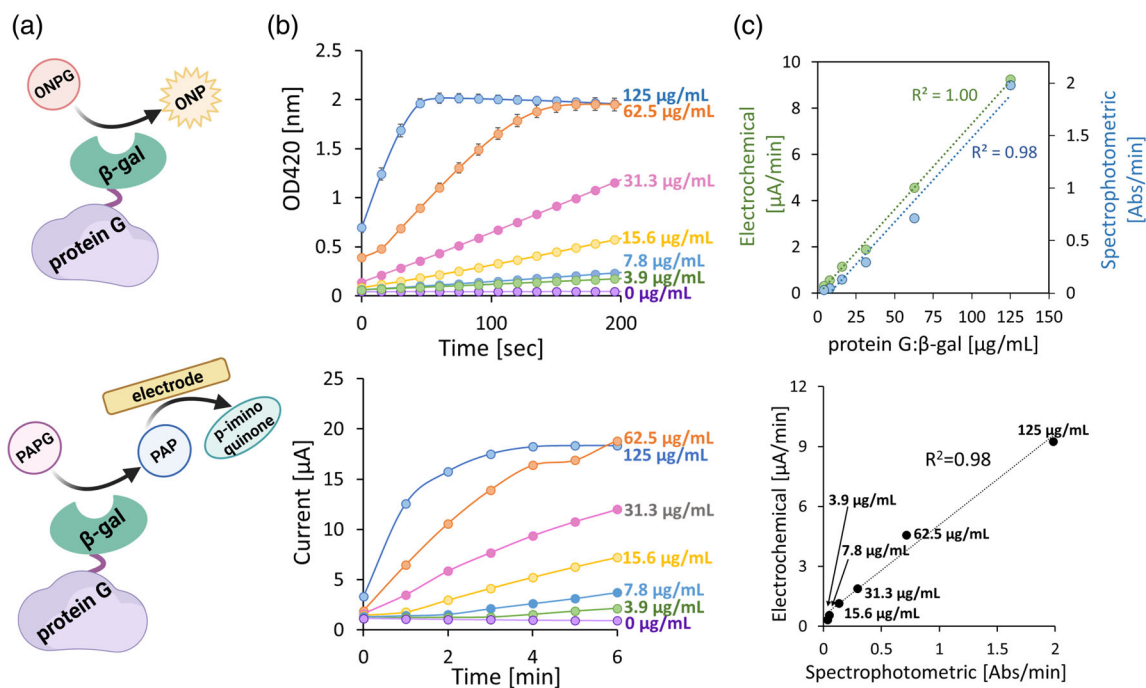 (a)
ONPG
ONP
β-gal
protein G
electrode
PAPG
PAP
p-imino
quinone
β-gal
protein G
(b)
OD420 [nm]
2.5
2
1.5
1
0.5
0
125 µg/mL
62.5 µg/mL
31.3 µg/mL
15.6 µg/mL
7.8 µg/mL
3.9 µg/mL
0 µg/mL
0
100
200
Time [sec]
Current [µA]
25
20
15
10
5
0
62.5 µg/mL
125 µg/mL
31.3 µg/mL
15.6 µg/mL
7.8 µg/mL
3.9 µg/mL
0 µg/mL
0
2
4
6
Time [min]
(c)
Electrochemical
[µA/min]
10
8
6
4
2
0
R² = 1.00
R² = 0.98
2
1.5
1
0.5
0
Spectrophotometric
[Abs/min]
0
25
50
75
100
125
150
protein G:β-gal [µg/mL]
Electrochemical [µA/min]
12
9
6
3
0
R²=0.98
125 µg/mL
3.9 µg/mL
62.5 µg/mL
7.8 µg/mL
31.3 µg/mL
15.6 µg/mL
0
0.5
1
1.5
2
Spectrophotometric [Abs/min]